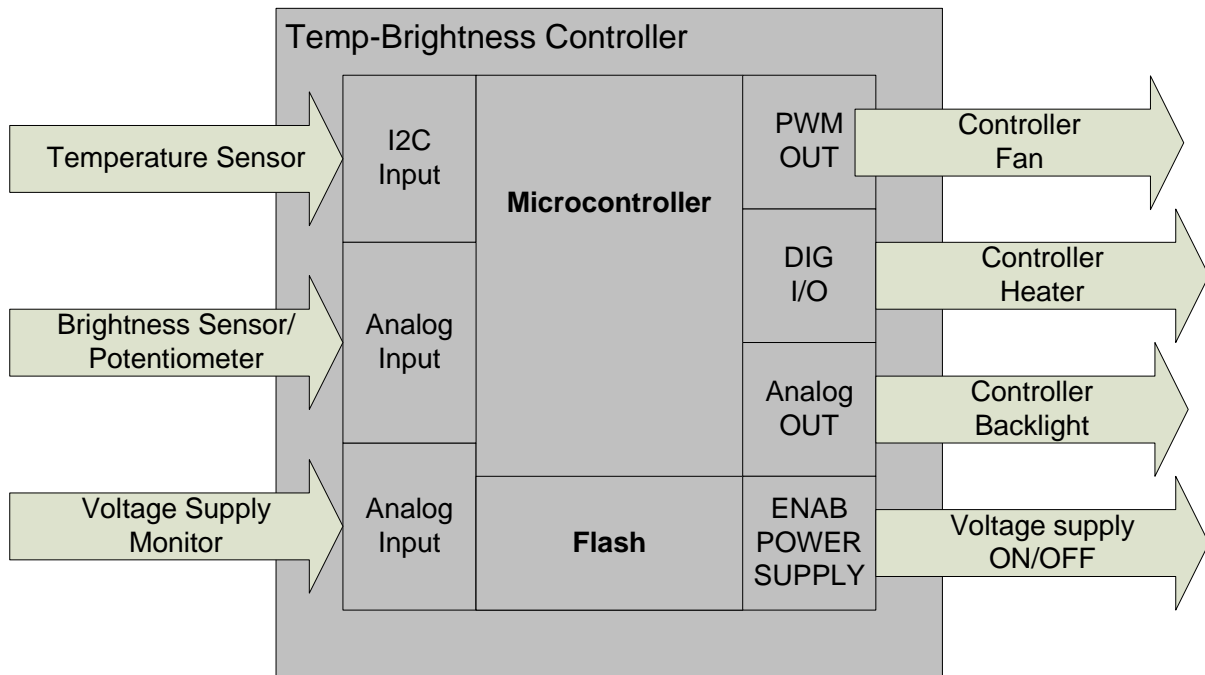 Temp-Brightness Controller
Temperature Sensor
I2C
Input
Microcontroller
PWM
OUT
Controller
Fan
DIG
I/O
Controller
Heater
Brightness Sensor/
Potentiometer
Analog
Input
Analog
OUT
Controller
Backlight
Voltage Supply
Monitor
Analog
Input
Flash
ENAB
POWER
SUPPLY
Voltage supply
ON/OFF